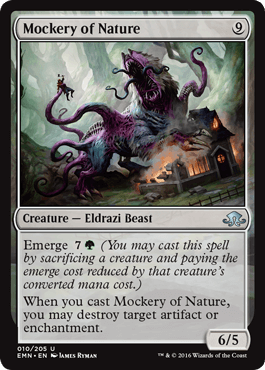 Mockery of Nature 9
Creature — Eldrazi Beast
Emerge 7 (You may cast this spell
by sacrificing a creature and paying the
emerge cost reduced by that creature's
converted mana cost.)
When you cast Mockery of Nature,
you may destroy target artifact or
enchantment.
6/5
010/205 U
EMN • EN JAMES RYMAN
™ & © 2016 Wizards of the Coast